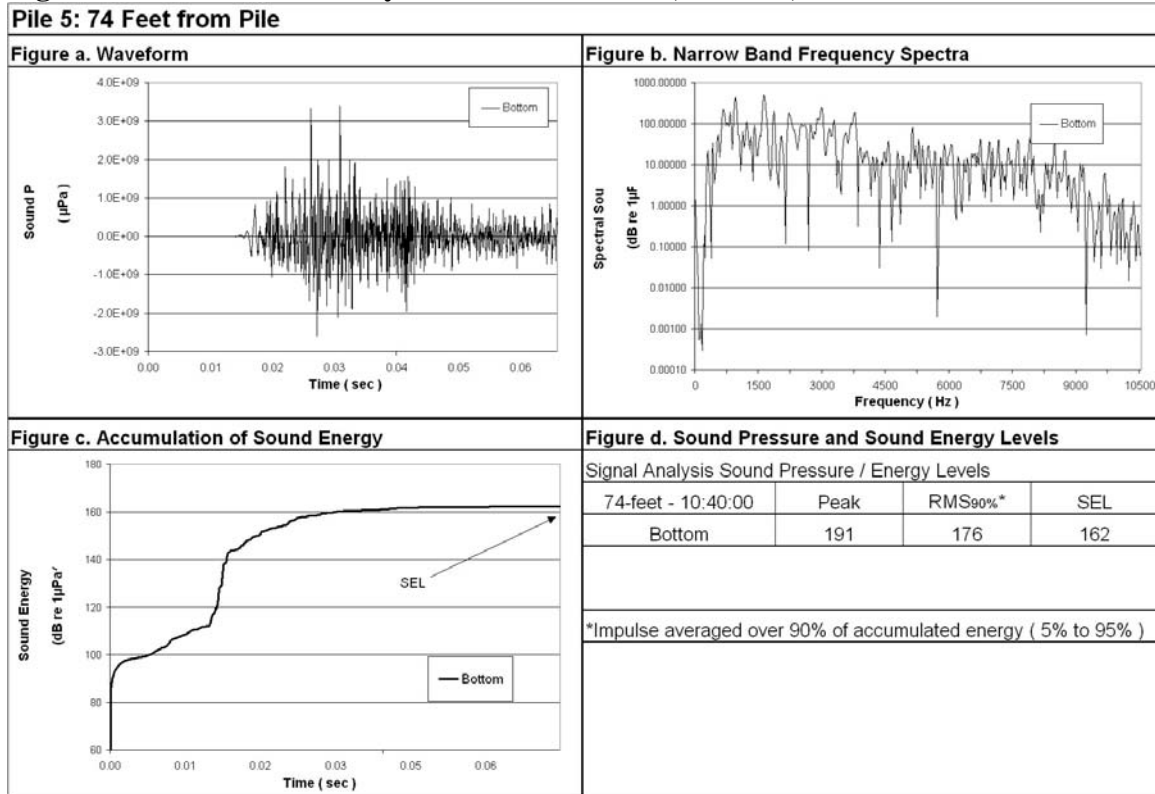 Pile 5: 74 Feet from Pile
Figure a. Waveform
4.0E+09
3.0E+09
2.0E+09
1.0E+09
0.0E+00
-1.0E+09
-2.0E+09
-3.0E+09
Sound P
( µPa )
Bottom
0.00 0.01 0.02 0.03 0.04 0.05 0.06
Time ( sec )
Figure b. Narrow Band Frequency Spectra
1000.00000
100.00000
10.00000
1.00000
0.10000
0.01000
0.00100
0.00010
Spectral Sou
(dB re 1µF
Bottom
0 1500 3000 4500 6000 7500 9000 10500
Frequency ( Hz )
Figure c. Accumulation of Sound Energy
180
160
140
120
100
80
60
Sound Energy
(dB re 1µPa
SEL
Bottom
0.00 0.01 0.02 0.03 0.05 0.06
Time ( sec )
Figure d. Sound Pressure and Sound Energy Levels
Signal Analysis Sound Pressure / Energy Levels
74-feet - 10:40:00 Peak RMS90%* SEL
Bottom 191 176 162
*Impulse averaged over 90% of accumulated energy ( 5% to 95% )